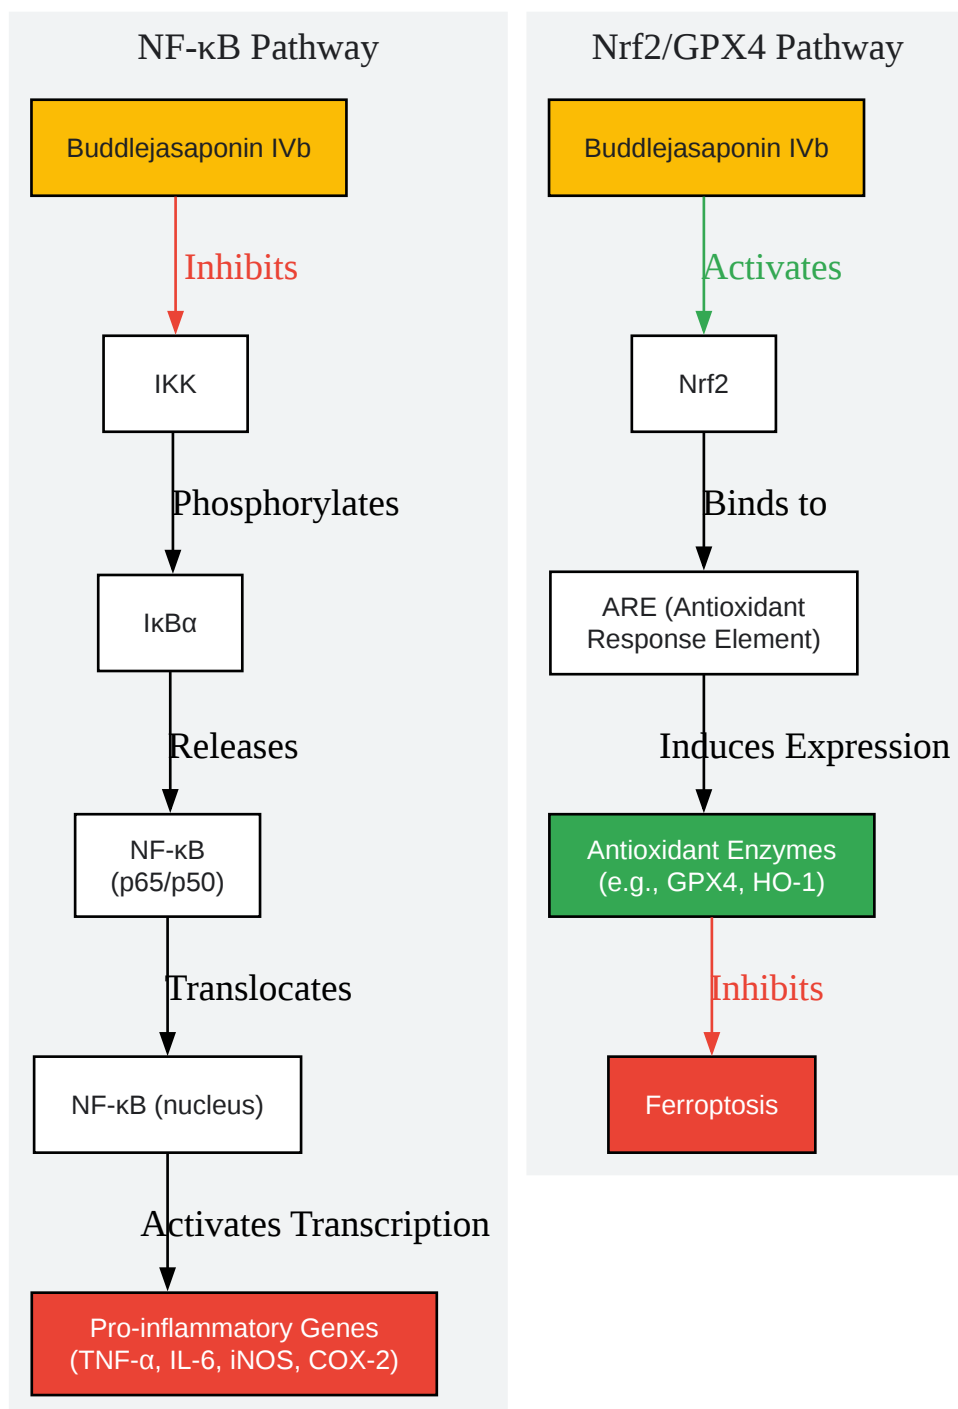 NF-κB Pathway
Buddlejasaponin IVb
Inhibits
IKK
Phosphorylates
IκBα
Releases
NF-κB
(p65/p50)
Translocates
NF-κB (nucleus)
Activates Transcription
Pro-inflammatory Genes
(TNF-α, IL-6, iNOS, COX-2)
Nrf2/GPX4 Pathway
Buddlejasaponin IVb
Activates
Nrf2
Binds to
ARE (Antioxidant
Response Element)
Induces Expression
Antioxidant Enzymes
(e.g., GPX4, HO-1)
Inhibits
Ferroptosis